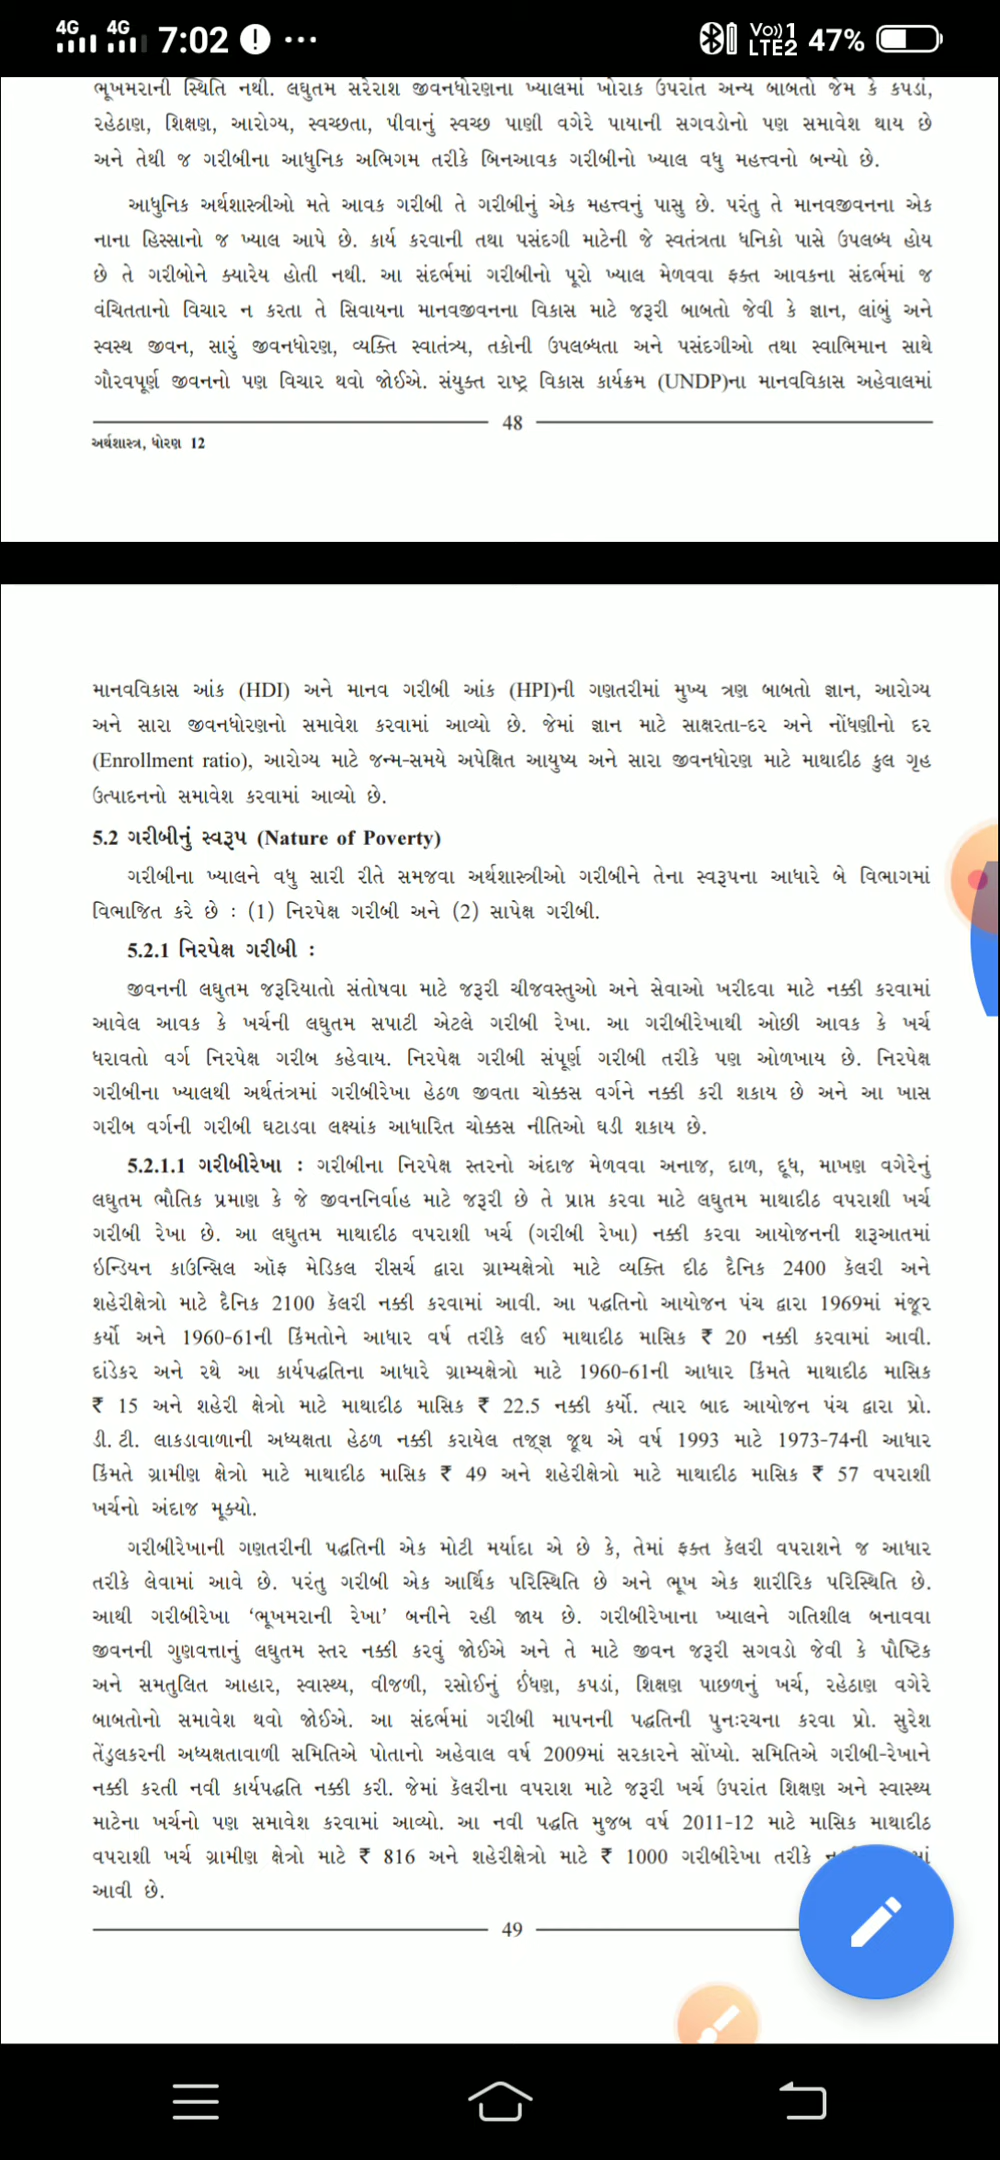 4G 4G 7:02 ! ... Vo)) 1 LTE2 47%
ભૂખમરાની સ્થિતિ નથી. લઘુતમ સરેરાશ જીવનધોરણના ખ્યાલમાં ખોરાક ઉપરાંત અન્ય બાબતો જેમ કે કપડાં,
રહેઠાણ, શિક્ષણ, આરોગ્ય, સ્વચ્છતા, પીવાનું સ્વચ્છ પાણી વગેરે પાયાની સગવડોનો પણ સમાવેશ થાય છે
અને તેથી જ ગરીબીના આધુનિક અભિગમ તરીકે બિનઆવક ગરીબીનો ખ્યાલ વધુ મહત્ત્વનો બન્યો છે.
આધુનિક અર્થશાસ્ત્રીઓ મતે આવક ગરીબી તે ગરીબીનું એક મહત્ત્વનું પાસુ છે. પરંતુ તે માનવજીવનના એક
નાના હિસ્સાનો જ ખ્યાલ આપે છે. કાર્ય કરવાની તથા પસંદગી માટેની જે સ્વતંત્રતા ધનિકો પાસે ઉપલબ્ધ હોય
છે તે ગરીબોને ક્યારેય હોતી નથી. આ સંદર્ભમાં ગરીબીનો પૂરો ખ્યાલ મેળવવા ફક્ત આવકના સંદર્ભમાં જ
વંચિતતાનો વિચાર ન કરતા તે સિવાયના માનવજીવનના વિકાસ માટે જરૂરી બાબતો જેવી કે જ્ઞાન, લાંબું અને
સ્વસ્થ જીવન, સારું જીવનધોરણ, વ્યક્તિ સ્વાતંત્ર્ય, તકોની ઉપલબ્ધતા અને પસંદગીઓ તથા સ્વાભિમાન સાથે
ગૌરવપૂર્ણ જીવનનો પણ વિચાર થવો જોઈએ. સંયુક્ત રાષ્ટ્ર વિકાસ કાર્યક્રમ (UNDP)ના માનવવિકાસ અહેવાલમાં
48
અર્થશાસ્ત્ર, ધોરણ 12
માનવવિકાસ આંક (HDI) અને માનવ ગરીબી આંક (HPI)ની ગણતરીમાં મુખ્ય ત્રણ બાબતો જ્ઞાન, આરોગ્ય
અને સારા જીવનધોરણનો સમાવેશ કરવામાં આવ્યો છે. જેમાં જ્ઞાન માટે સાક્ષરતા-દર અને નોંધણીનો દર
(Enrollment ratio), આરોગ્ય માટે જન્મ-સમયે અપેક્ષિત આયુષ્ય અને સારા જીવનધોરણ માટે માથાદીઠ કુલ ગૃહ
ઉત્પાદનનો સમાવેશ કરવામાં આવ્યો છે.
5.2 ગરીબીનું સ્વરૂપ (Nature of Poverty)
ગરીબીના ખ્યાલને વધુ સારી રીતે સમજવા અર્થશાસ્ત્રીઓ ગરીબીને તેના સ્વરૂપના આધારે બે વિભાગમાં
વિભાજિત કરે છે : (1) નિરપેક્ષ ગરીબી અને (2) સાપેક્ષ ગરીબી.
5.2.1 નિરપેક્ષ ગરીબી :
જીવનની લઘુતમ જરૂરિયાતો સંતોષવા માટે જરૂરી ચીજવસ્તુઓ અને સેવાઓ ખરીદવા માટે નક્કી કરવામાં
આવેલ આવક કે ખર્ચની લઘુતમ સપાટી એટલે ગરીબી રેખા. આ ગરીબીરેખાથી ઓછી આવક કે ખર્ચ
ધરાવતો વર્ગ નિરપેક્ષ ગરીબ કહેવાય. નિરપેક્ષ ગરીબી સંપૂર્ણ ગરીબી તરીકે પણ ઓળખાય છે. નિરપેક્ષ
ગરીબીના ખ્યાલથી અર્થતંત્રમાં ગરીબીરેખા હેઠળ જીવતા ચોક્કસ વર્ગને નક્કી કરી શકાય છે અને આ ખાસ
ગરીબ વર્ગની ગરીબી ઘટાડવા લક્ષ્યાંક આધારિત ચોક્કસ નીતિઓ ઘડી શકાય છે.
5.2.1.1 ગરીબીરેખા : ગરીબીના નિરપેક્ષ સ્તરનો અંદાજ મેળવવા અનાજ, દાળ, દૂધ, માખણ વગેરેનું
લઘુતમ ભૌતિક પ્રમાણ કે જે જીવનનિર્વાહ માટે જરૂરી છે તે પ્રાપ્ત કરવા માટે લઘુતમ માથાદીઠ વપરાશી ખર્ચ
ગરીબી રેખા છે. આ લઘુતમ માથાદીઠ વપરાશી ખર્ચ (ગરીબી રેખા) નક્કી કરવા આયોજનની શરૂઆતમાં
ઇન્ડિયન કાઉન્સિલ ઑફ મેડિકલ રીસર્ચ દ્વારા ગ્રામ્યક્ષેત્રો માટે વ્યક્તિ દીઠ દૈનિક 2400 કૅલરી અને
શહેરીક્ષેત્રો માટે દૈનિક 2100 કૅલરી નક્કી કરવામાં આવી. આ પદ્ધતિનો આયોજન પંચ દ્વારા 1969માં મંજૂર
કર્યો અને 1960-61ની કિંમતોને આધાર વર્ષ તરીકે લઈ માથાદીઠ માસિક ₹ 20 નક્કી કરવામાં આવી.
દાંડેકર અને રથે આ કાર્યપદ્ધતિના આધારે ગ્રામ્યક્ષેત્રો માટે 1960-61ની આધાર કિંમતે માથાદીઠ માસિક
₹ 15 અને શહેરી ક્ષેત્રો માટે માથાદીઠ માસિક ₹ 22.5 નક્કી કર્યો. ત્યાર બાદ આયોજન પંચ દ્વારા પ્રો.
ડી. ટી. લાકડાવાળાની અધ્યક્ષતા હેઠળ નક્કી કરાયેલ તજ્જ્ઞ જૂથ એ વર્ષ 1993 માટે 1973-74ની આધાર
કિંમતે ગ્રામીણ ક્ષેત્રો માટે માથાદીઠ માસિક ₹ 49 અને શહેરીક્ષેત્રો માટે માથાદીઠ માસિક ₹ 57 વપરાશી
ખર્ચનો અંદાજ મૂક્યો.
ગરીબીરેખાની ગણતરીની પદ્ધતિની એક મોટી મર્યાદા એ છે કે, તેમાં ફક્ત કૅલરી વપરાશને જ આધાર
તરીકે લેવામાં આવે છે. પરંતુ ગરીબી એક આર્થિક પરિસ્થિતિ છે અને ભૂખ એક શારીરિક પરિસ્થિતિ છે.
આથી ગરીબીરેખા ‘ભૂખમરાની રેખા’ બનીને રહી જાય છે. ગરીબીરેખાના ખ્યાલને ગતિશીલ બનાવવા
જીવનની ગુણવત્તાનું લઘુતમ સ્તર નક્કી કરવું જોઈએ અને તે માટે જીવન જરૂરી સગવડો જેવી કે પૌષ્ટિક
અને સમતુલિત આહાર, સ્વાસ્થ્ય, વીજળી, રસોઈનું ઈંધણ, કપડાં, શિક્ષણ પાછળનું ખર્ચ, રહેઠાણ વગેરે
બાબતોનો સમાવેશ થવો જોઈએ. આ સંદર્ભમાં ગરીબી માપનની પદ્ધતિની પુનઃરચના કરવા પ્રો. સુરેશ
તેંડુલકરની અધ્યક્ષતાવાળી સમિતિએ પોતાનો અહેવાલ વર્ષ 2009માં સરકારને સોંપ્યો. સમિતિએ ગરીબી-રેખાને
નક્કી કરતી નવી કાર્યપદ્ધતિ નક્કી કરી. જેમાં કૅલરીના વપરાશ માટે જરૂરી ખર્ચ ઉપરાંત શિક્ષણ અને સ્વાસ્થ્ય
માટેના ખર્ચનો પણ સમાવેશ કરવામાં આવ્યો. આ નવી પદ્ધતિ મુજબ વર્ષ 2011-12 માટે માસિક માથાદીઠ
વપરાશી ખર્ચ ગ્રામીણ ક્ષેત્રો માટે ₹ 816 અને શહેરીક્ષેત્રો માટે ₹ 1000 ગરીબીરેખા તરીકે
આવી છે.
49